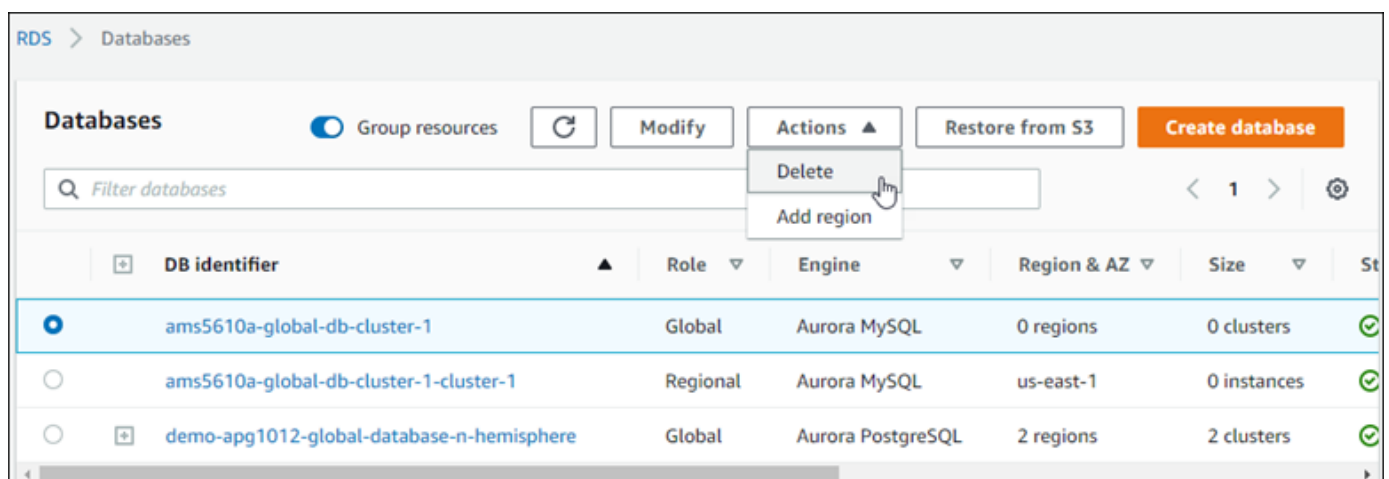 RDS > Databases
Databases Group resources Modify Actions ▲ Restore from S3 Create database
Delete
Filter databases < 1 >
Add region
DB identifier ▲ Role ▽ Engine ▽ Region & AZ ▽ Size ▽ St
ams5610a-global-db-cluster-1 Global Aurora MySQL 0 regions 0 clusters
ams5610a-global-db-cluster-1-cluster-1 Regional Aurora MySQL us-east-1 0 instances
demo-apg1012-global-database-n-hemisphere Global Aurora PostgreSQL 2 regions 2 clusters